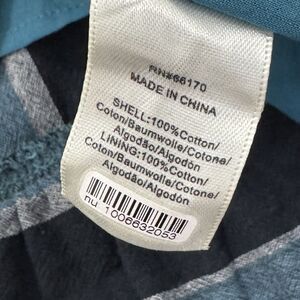 RN#66170
MADE IN CHINA
SHELL:100%Cotton/
Coton/Baumwolle/Cotone/
Algodão/Algodón
LINING:100%Cotton/
Coton/Baumwolle/Cotone/
Algodão/Algodón
nu 1006632053